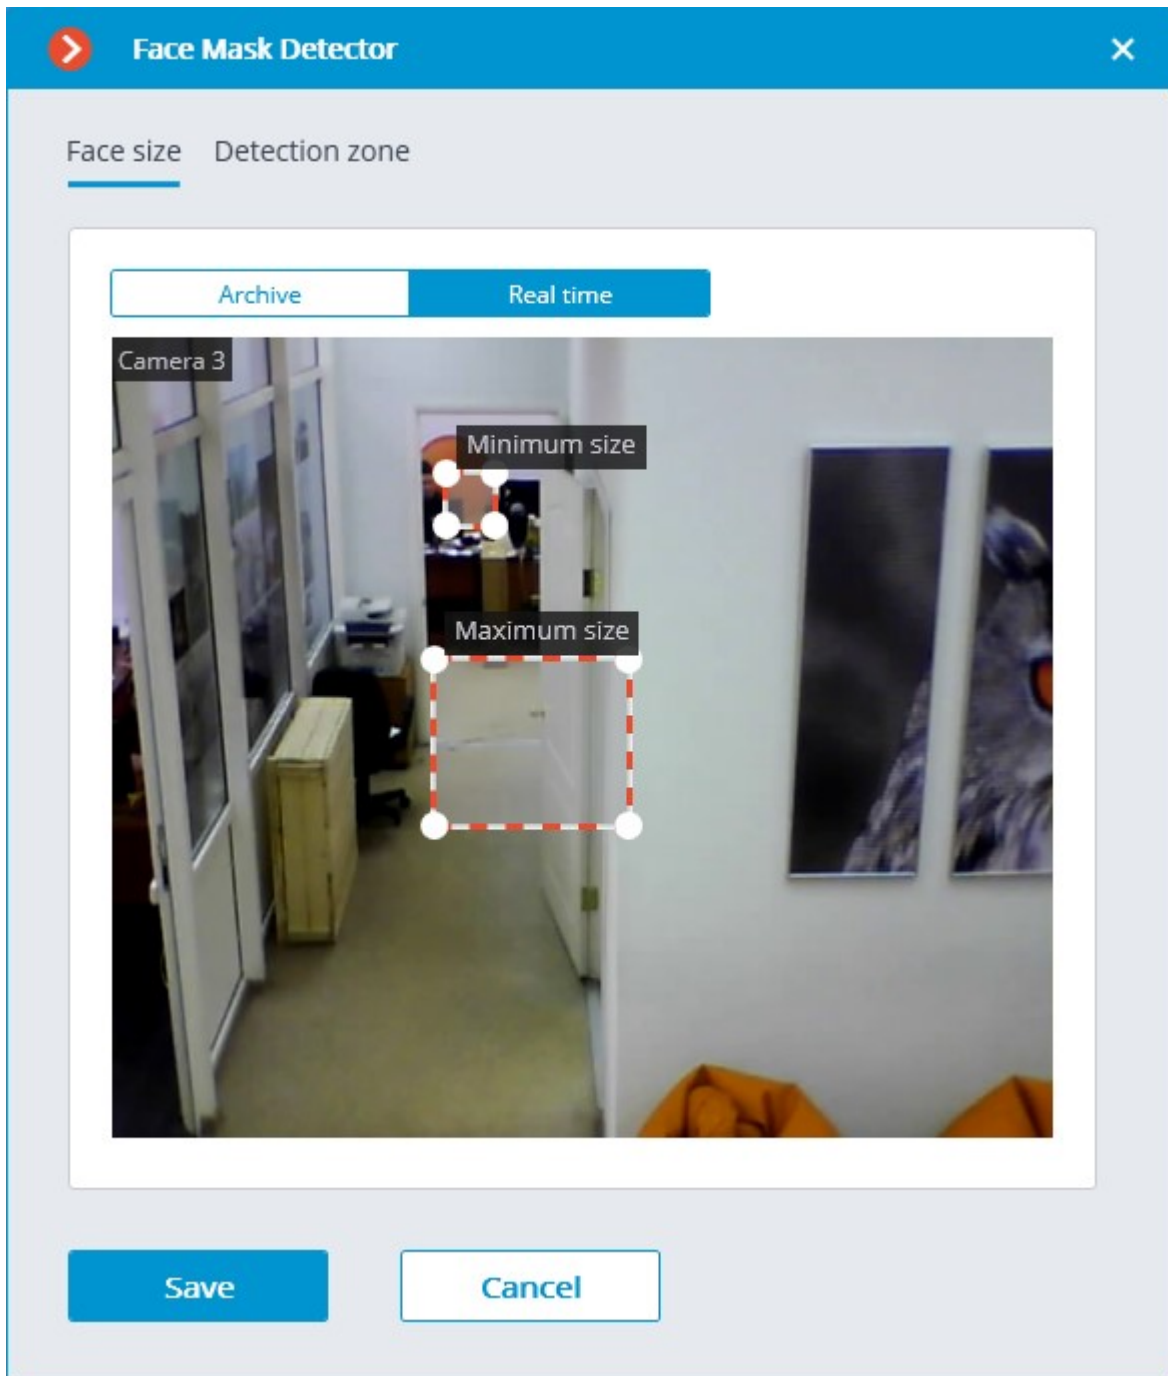 Face Mask Detector
Face size Detection zone
Archive Real time
Camera 3
Minimum size
Maximum size
Save Cancel